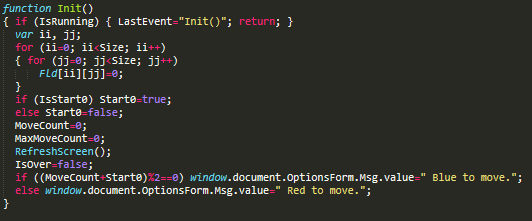 function Init()
{ if (IsRunning) { LastEvent="Init()"; return; }
var ii, jj;
for (ii=0; ii<Size; ii++)
{ for (jj=0; jj<Size; jj++)
Fld[ii][jj]=0;
}
if (IsStart0) Start0=true;
else Start0=false;
MoveCount=0;
MaxMoveCount=0;
RefreshScreen();
IsOver=false;
if ((MoveCount+Start0)%2==0) window.document.OptionsForm.Msg.value=" Blue to move.";
else window.document.OptionsForm.Msg.value=" Red to move.";
}